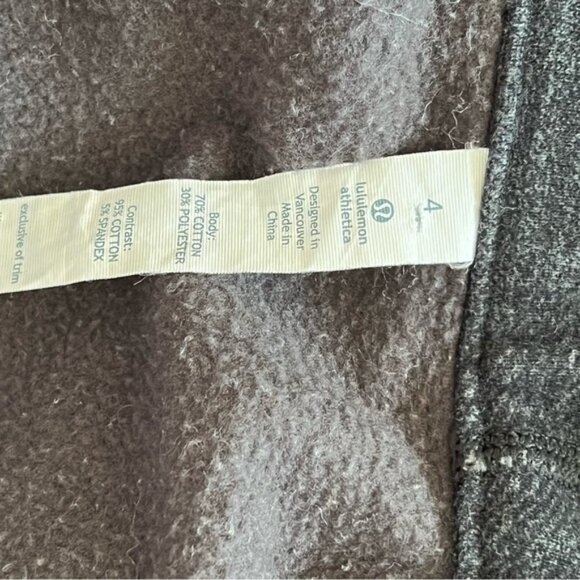 4
lululemon
athletica
Designed in
Vancouver
Made in
China
Body:
70% COTTON
30% POLYESTER
Contrast:
95% COTTON
5% SPANDEX
exclusive of trim